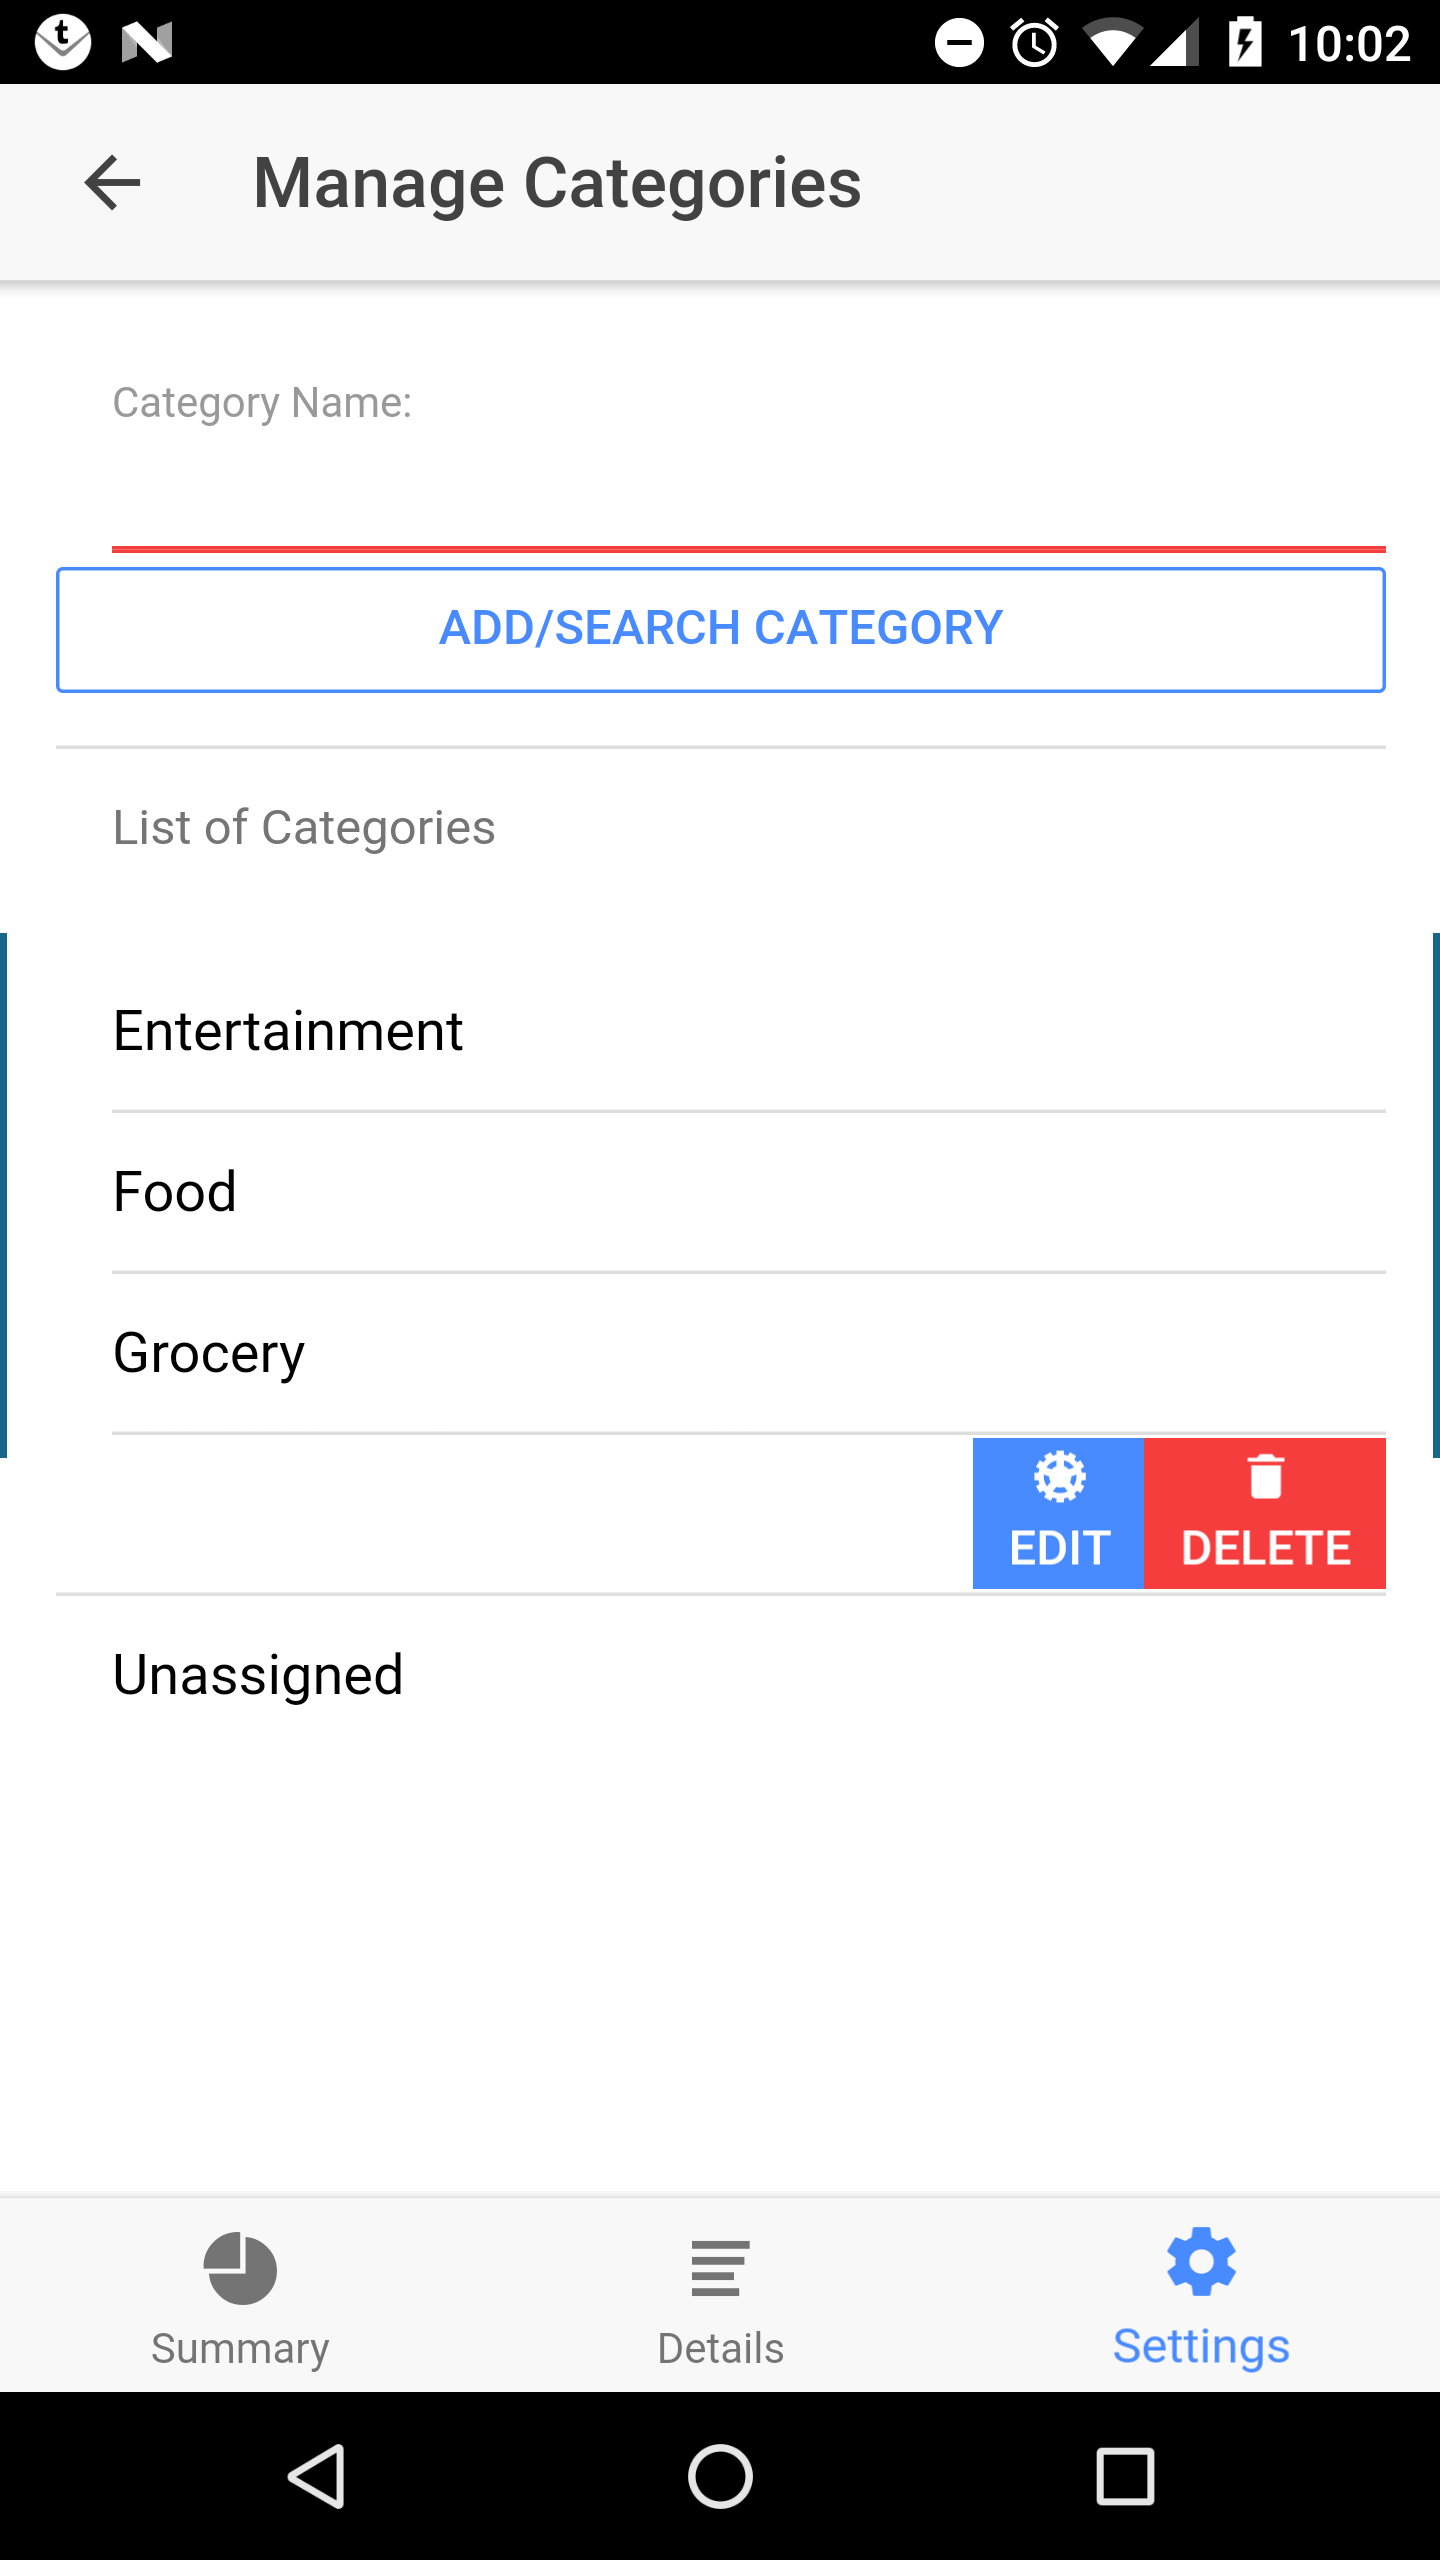 t
10:02
Manage Categories
Category Name:
ADD/SEARCH CATEGORY
List of Categories
Entertainment
Food
Grocery
EDIT DELETE
Unassigned
Summary Details Settings